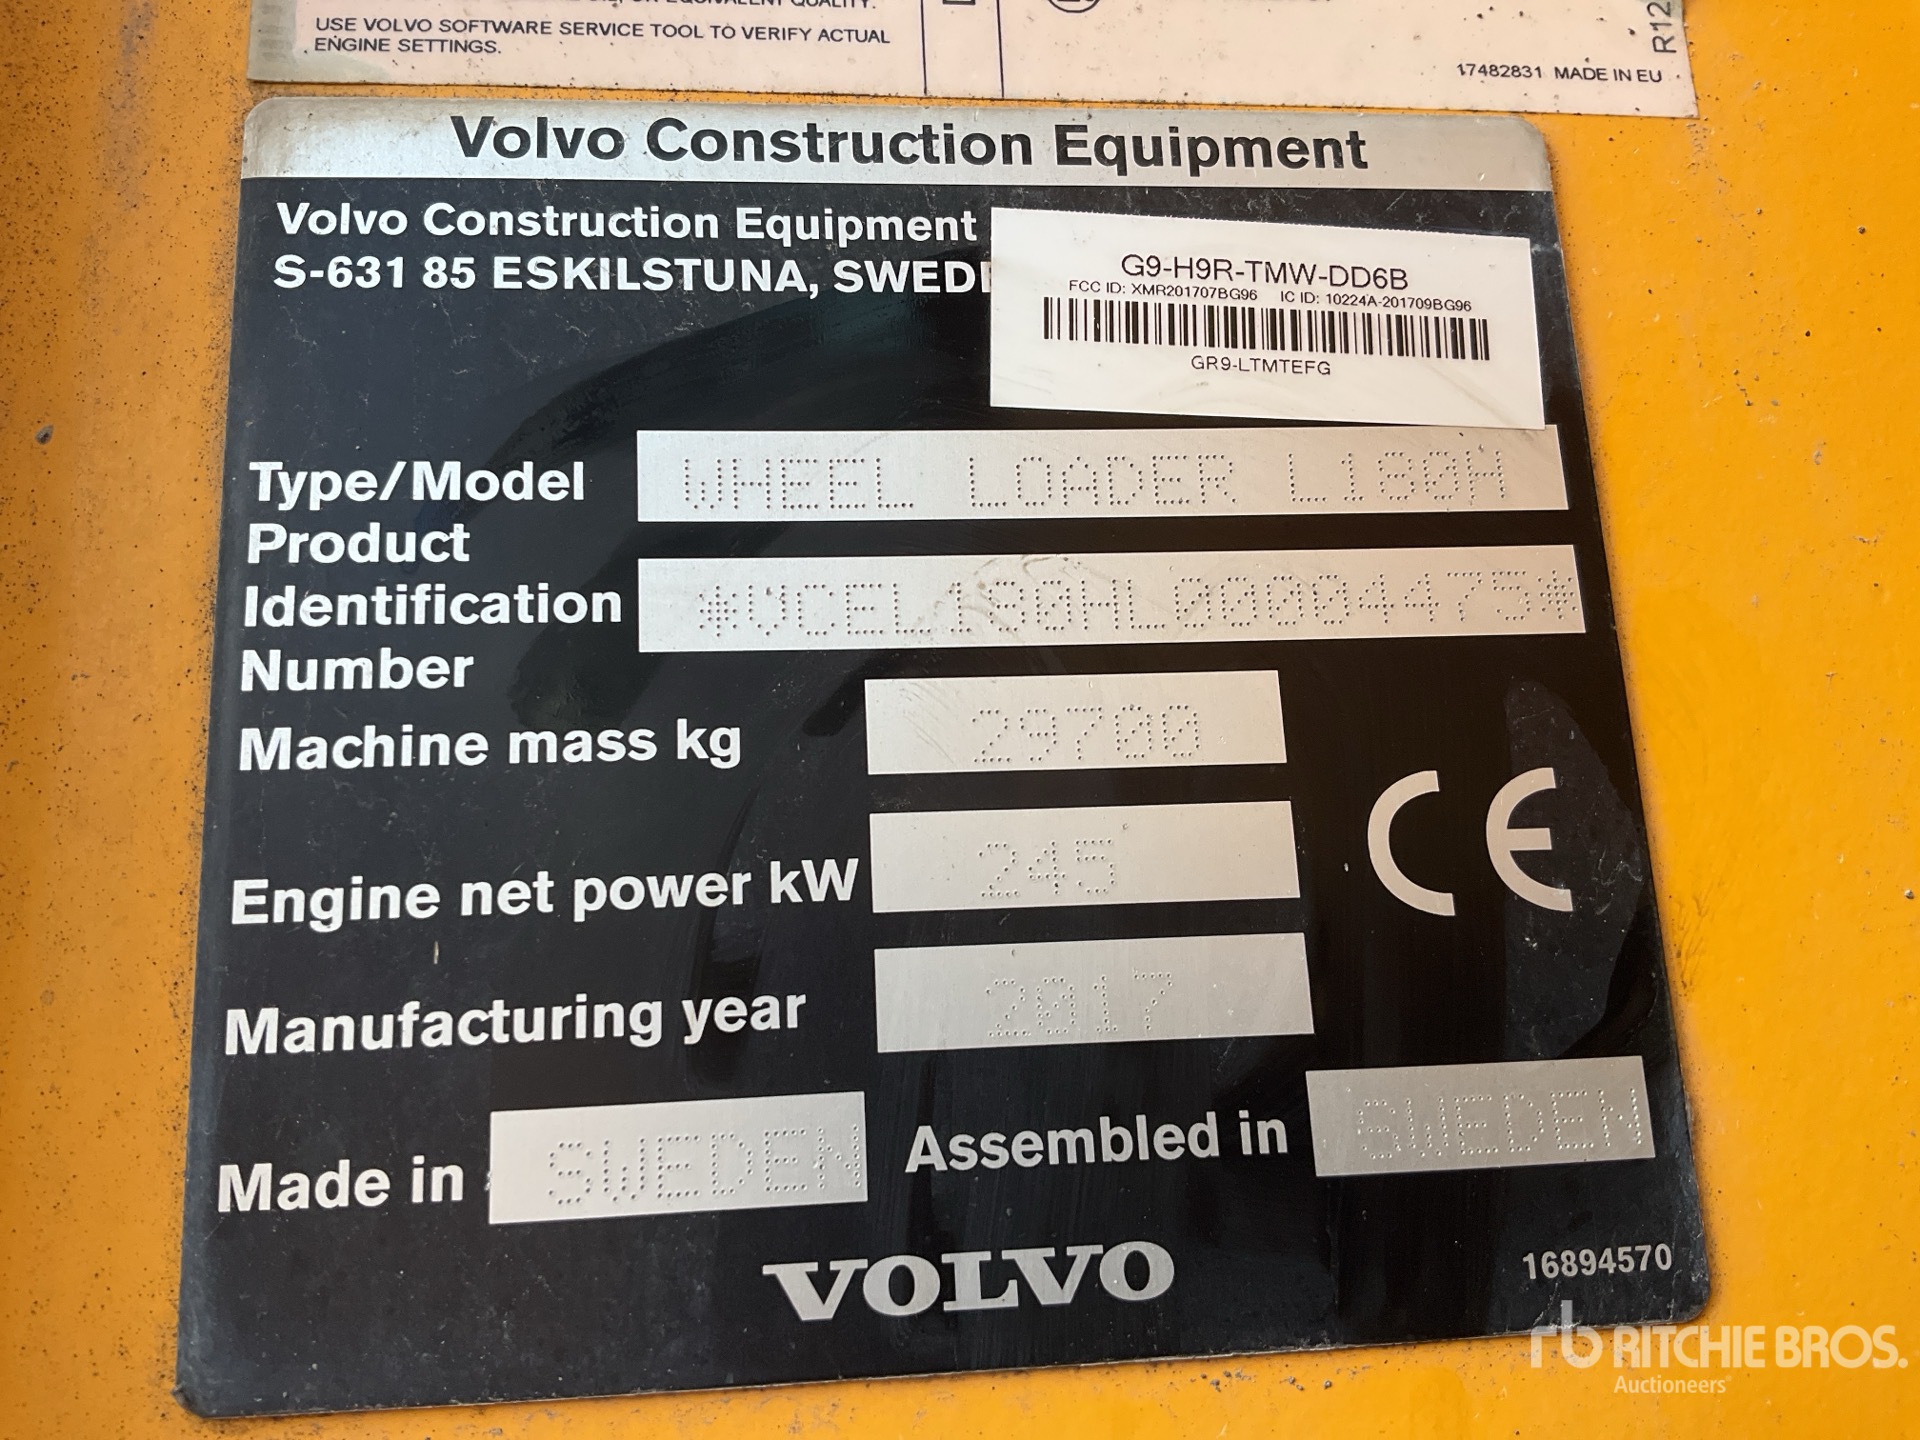 USE VOLVO SOFTWARE SERVICE TOOL TO VERIFY ACTUAL
ENGINE SETTINGS.
R12
17482831 MADE IN EU
Volvo Construction Equipment
Volvo Construction Equipment
S-631 85 ESKILSTUNA, SWED
G9-H9R-TMW-DD6B
FCC ID: XMR201707BG96 IC ID: 10224A-201709BG96
GR9-LTMTEFG
Type/Model WHEEL LOADER L180H
Product
Identification *VCEL180HL00004475*
Number
Machine mass kg 29700
Engine net power kW 245
CE
Manufacturing year 2017
Made in SWEDEN Assembled in SWEDEN
VOLVO
16894570
rb RITCHIE BROS.
Auctioneers